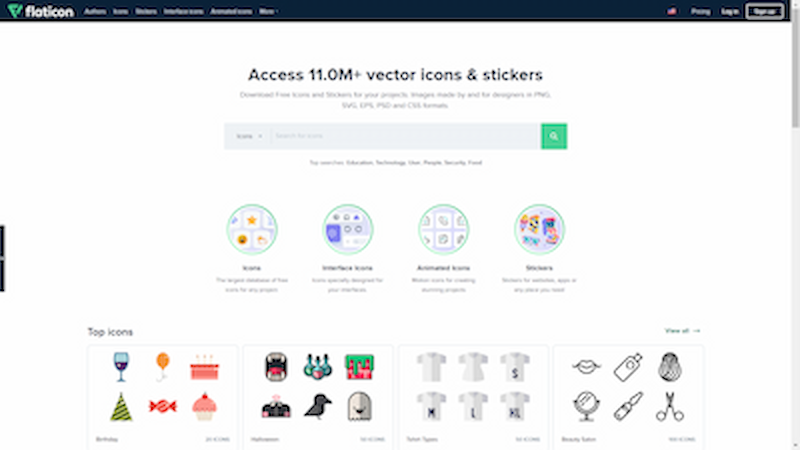 flaticon
Authors Icons Stickers Interface icons Animated icons More
Pricing Log in Sign up
Access 11.0M+ vector icons & stickers
Download Free Icons and Stickers for your projects. Images made by and for designers in PNG,
SVG, EPS, PSD and CSS formats
Icons Search for icons
Top searches: Education, Technology, User, People, Security, Food
Icons
The largest database of free
icons for any project
Interface Icons
Icons specially designed for
your interfaces
Animated Icons
Motion icons for creating
stunning projects
Stickers
Stickers for websites, apps or
any place you need
Top icons
View all →
S
M L XL
Birthday 20 ICONS
Halloween 50 ICONS
Tshirt Types 50 ICONS
Beauty Salon 100 ICONS